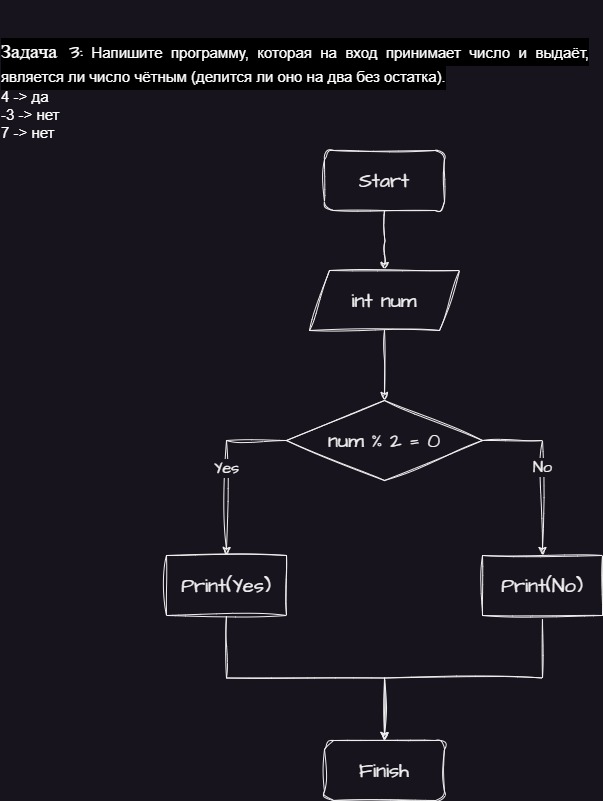 Задача 3: Напишите программу, которая на вход принимает число и выдаёт,
является ли число чётным (делится ли оно на два без остатка).
4 -> да
-3 -> нет
7 -> нет
Start
int num
num % 2 = 0
Yes
No
Print(Yes)
Print(No)
Finish